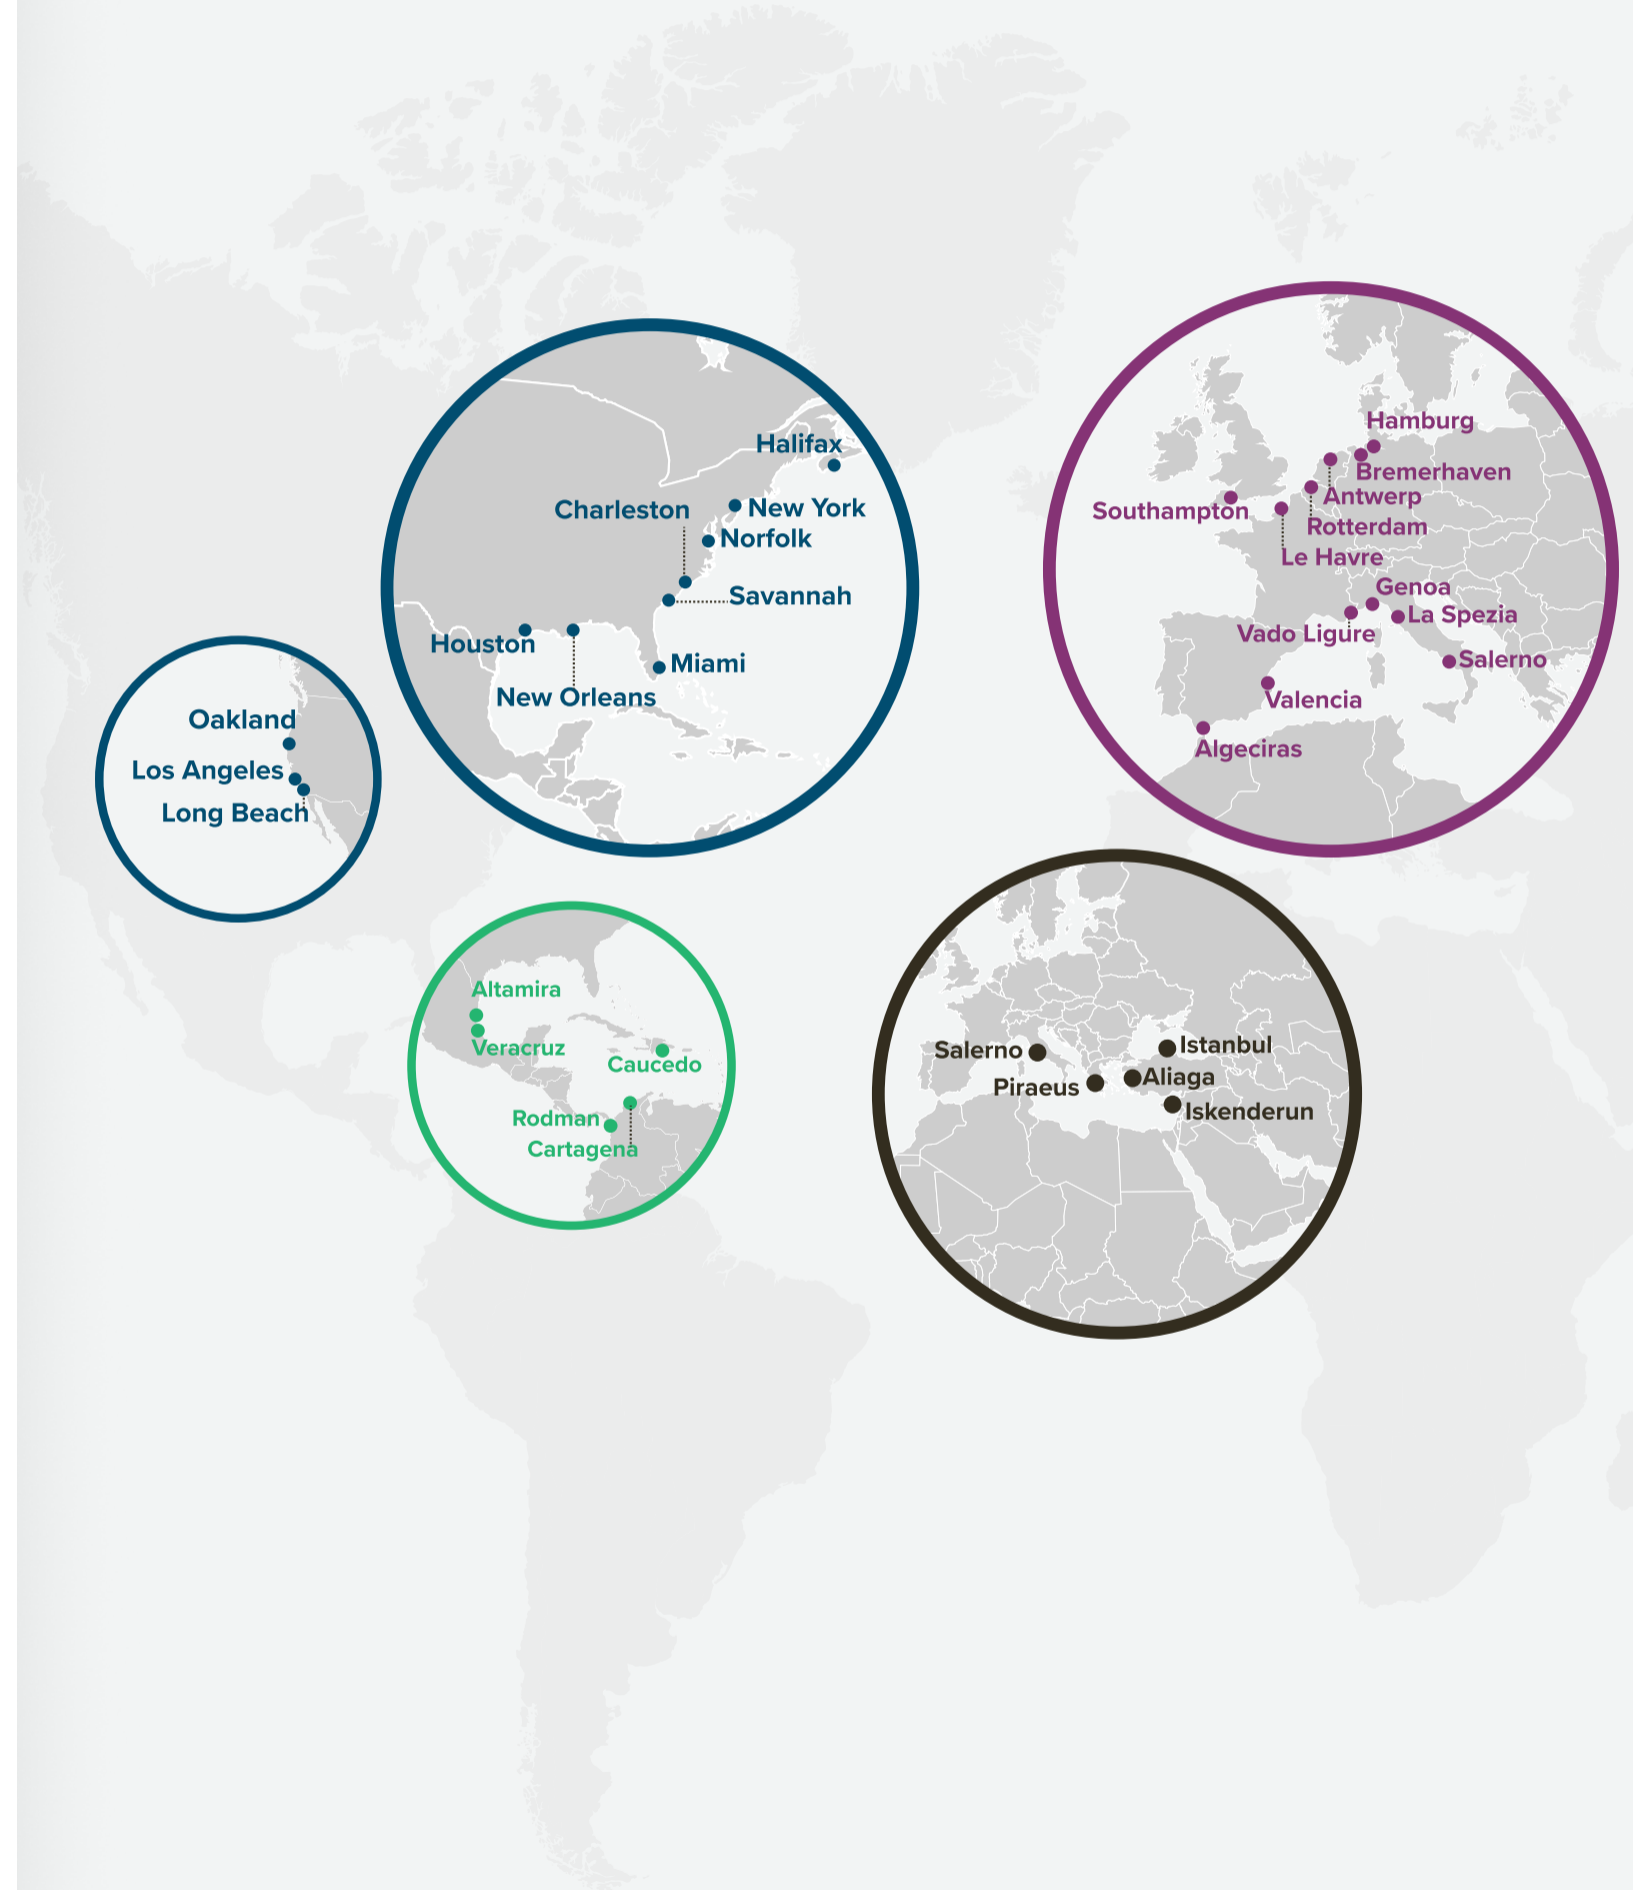 Halifax
Charleston
New York
Norfolk
Savannah
Houston
Miami
New Orleans
Oakland
Los Angeles
Long Beach
Hamburg
Bremerhaven
Antwerp
Southampton
Rotterdam
Le Havre
Genoa
La Spezia
Vado Ligure
Salerno
Valencia
Algeciras
Altamira
Veracruz
Caucedo
Rodman
Cartagena
Salerno
Istanbul
Piraeus
Aliaga
Iskenderun